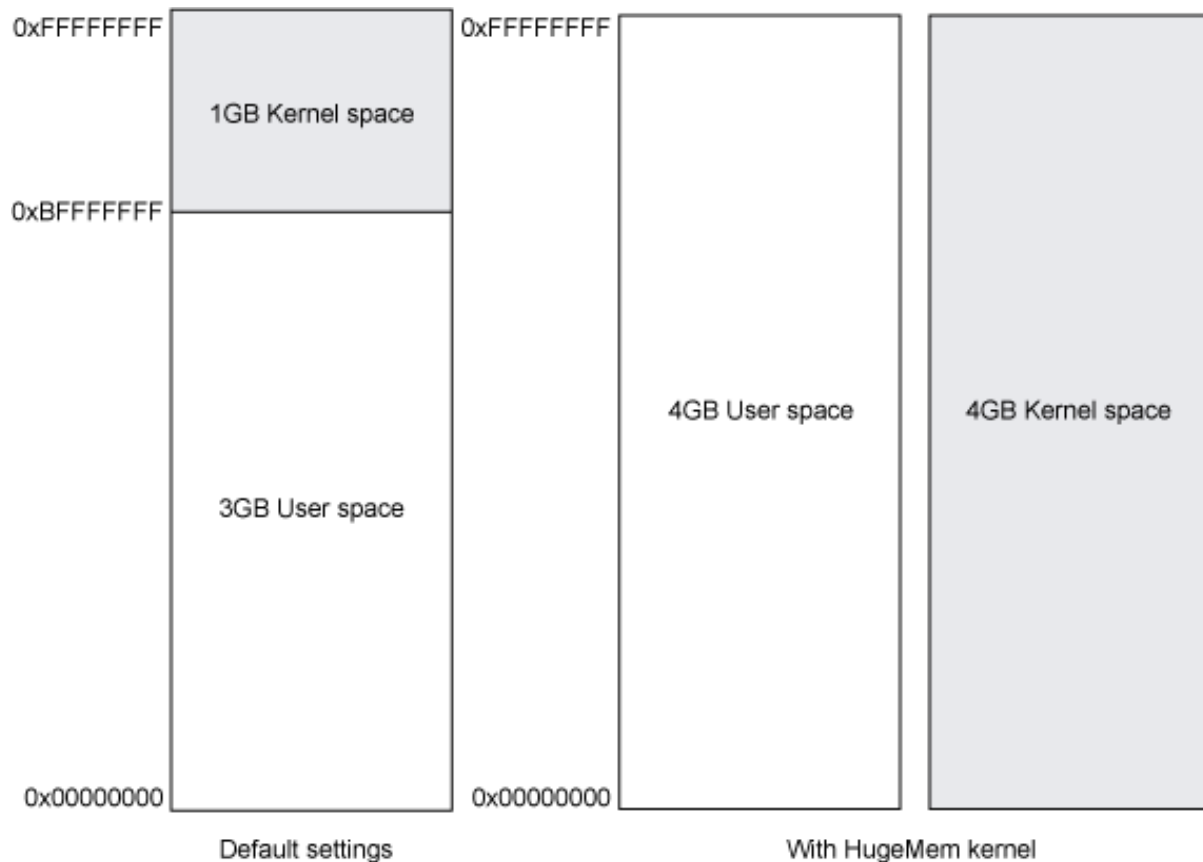 0xFFFFFFFF
1GB Kernel space
0xBFFFFFFF
3GB User space
0x00000000
Default settings
0xFFFFFFFF
4GB User space
4GB Kernel space
0x00000000
With HugeMem kernel